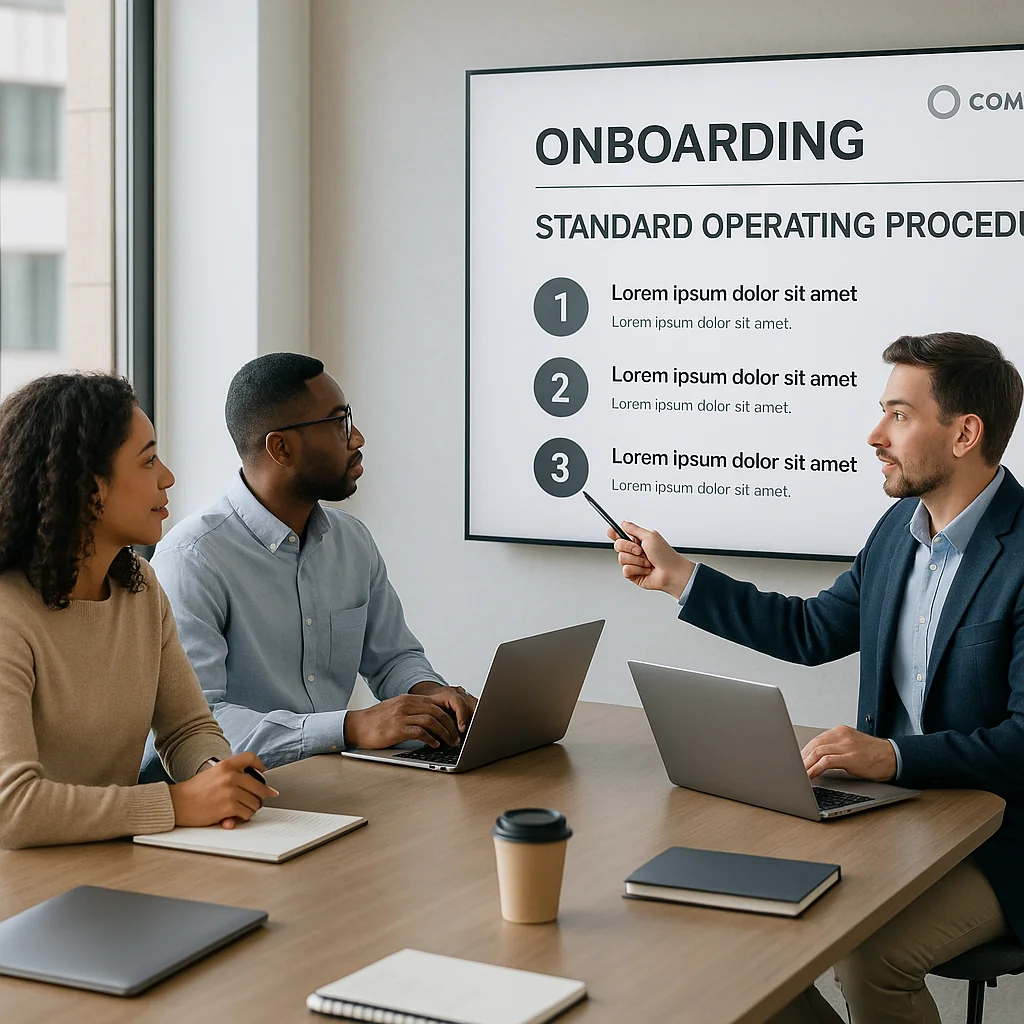 COM
ONBOARDING
STANDARD OPERATING PROCEDU
1 Lorem ipsum dolor sit amet
Lorem ipsum dolor sit amet.
2 Lorem ipsum dolor sit amet
Lorem ipsum dolor sit amet.
3 Lorem ipsum dolor sit amet
Lorem ipsum dolor sit amet.